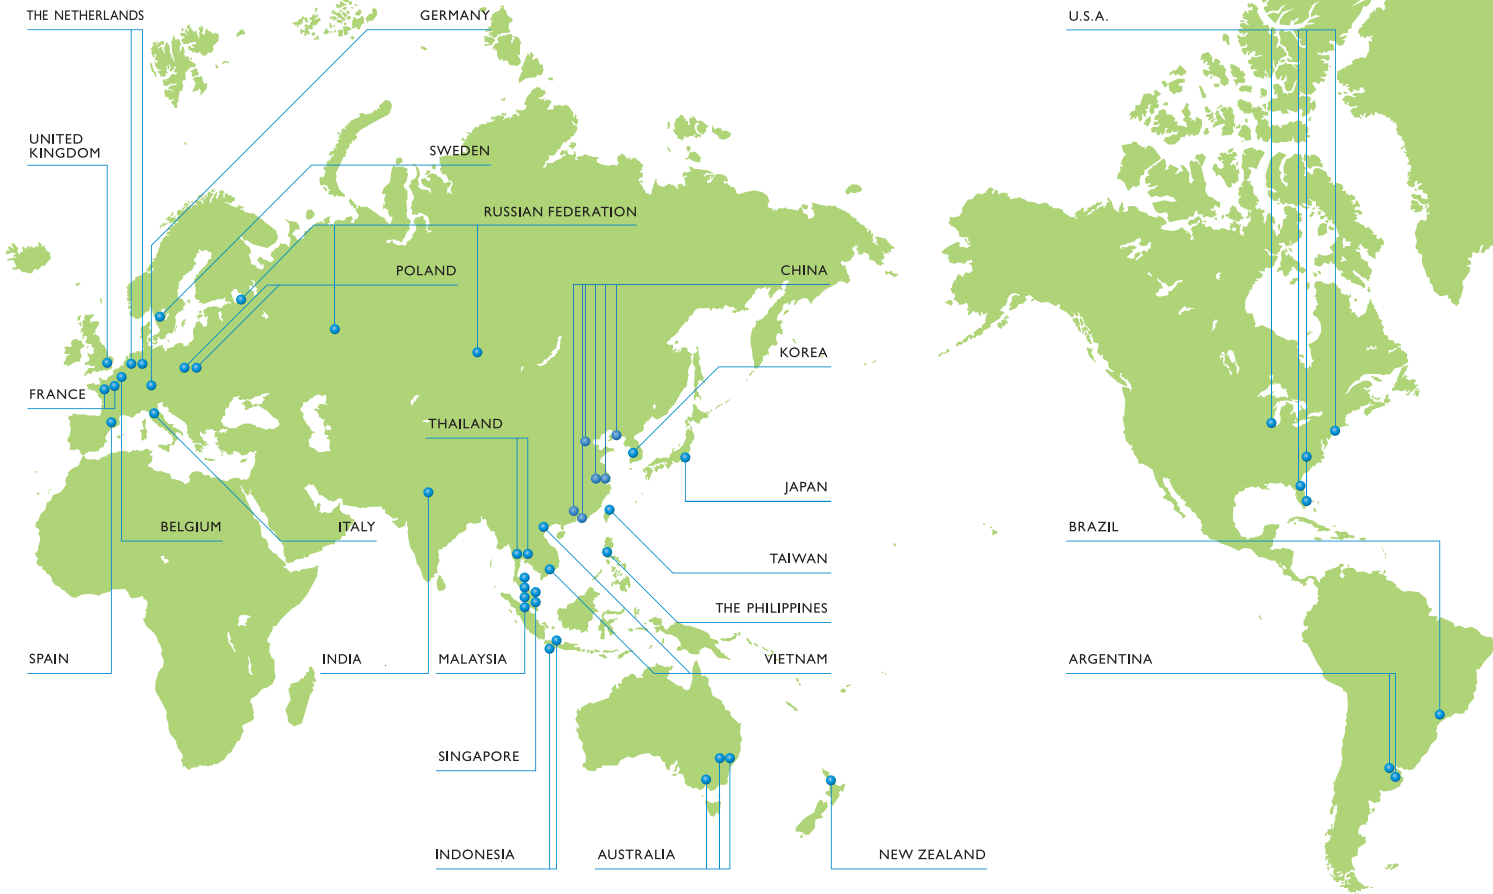 THE NETHERLANDS
GERMANY
U.S.A.
UNITED
KINGDOM
SWEDEN
RUSSIAN FEDERATION
POLAND
CHINA
KOREA
FRANCE
THAILAND
JAPAN
BELGIUM
ITALY
BRAZIL
TAIWAN
THE PHILIPPINES
SPAIN
INDIA
MALAYSIA
VIETNAM
ARGENTINA
SINGAPORE
INDONESIA
AUSTRALIA
NEW ZEALAND